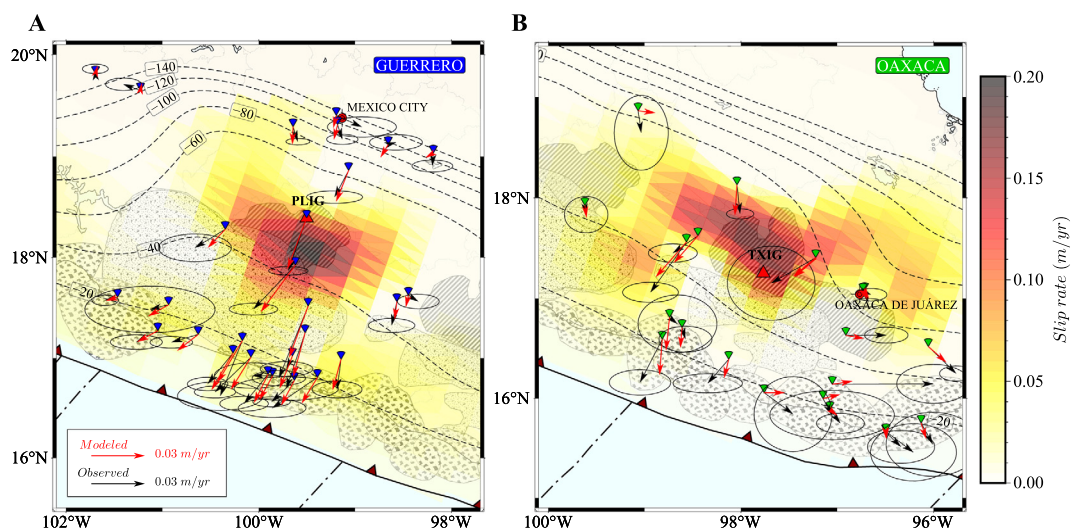 A
B
20°N
18°N
16°N
102°W
100°W
98°W
GUERRERO
−140
−120
−100
−80
−60
−40
−20
MEXICO CITY
PLIG
Modeled
0.03 m/yr
Observed
0.03 m/yr
OAXACA
18°N
16°N
100°W
98°W
96°W
TXIG
OAXACA DE JUÁREZ
20
0.20
0.15
0.10
0.05
0.00
Slip rate (m/yr)